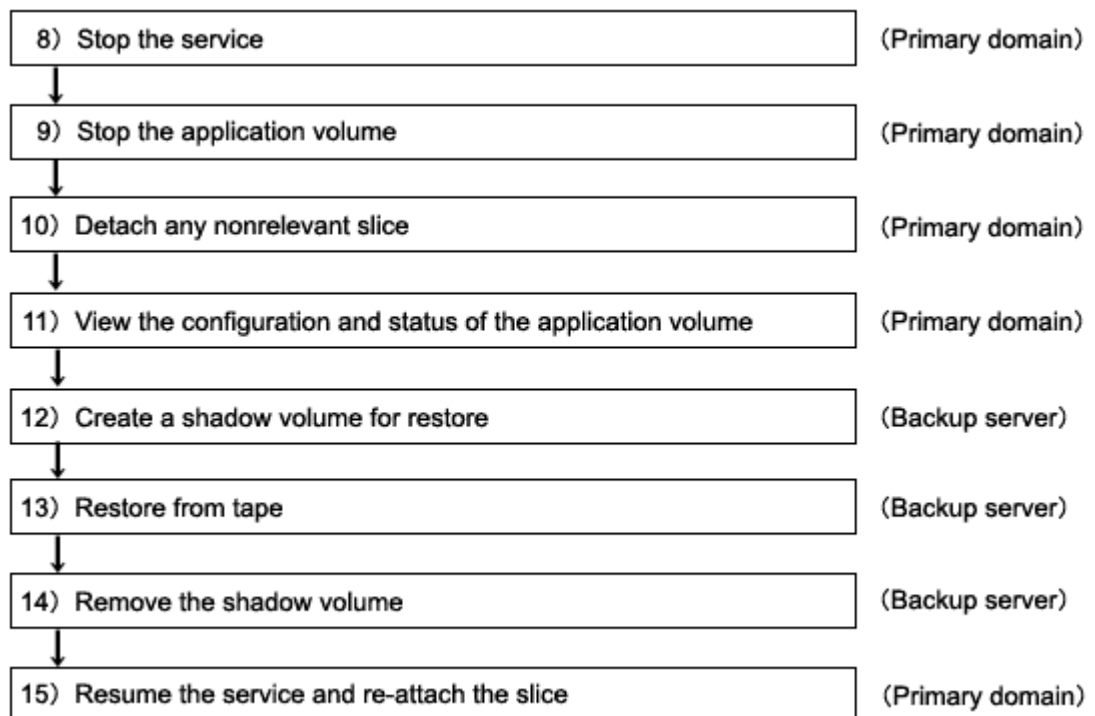 8) Stop the service (Primary domain)
9) Stop the application volume (Primary domain)
10) Detach any nonrelevant slice (Primary domain)
11) View the configuration and status of the application volume (Primary domain)
12) Create a shadow volume for restore (Backup server)
13) Restore from tape (Backup server)
14) Remove the shadow volume (Backup server)
15) Resume the service and re-attach the slice (Primary domain)